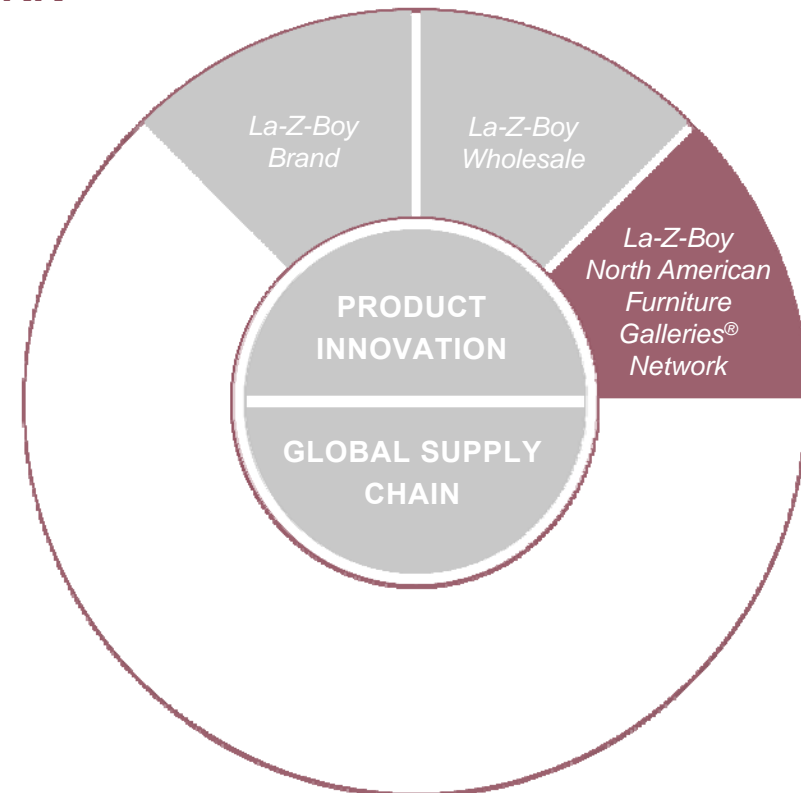 La-Z-Boy
Brand
La-Z-Boy
Wholesale
La-Z-Boy
North American
Furniture
Galleries®
Network
PRODUCT
INNOVATION
GLOBAL SUPPLY
CHAIN